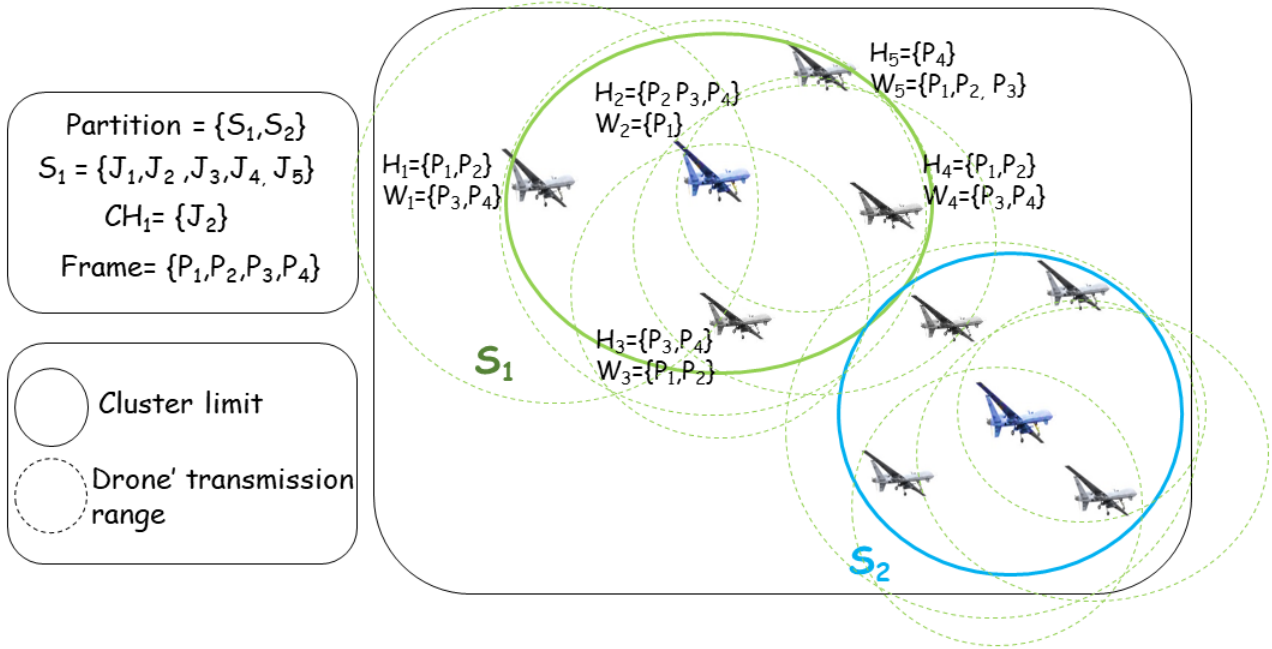 Partition = {S₁,S₂}
S₁ = {J₁,J₂ ,J₃,J₄, J₅}
CH₁= {J₂}
Frame= {P₁,P₂,P₃,P₄}
Cluster limit
Drone' transmission
range
H₁={P₁,P₂}
W₁={P₃,P₄}
H₂={P₂ P₃,P₄}
W₂={P₁}
H₅={P₄}
W₅={P₁,P₂, P₃}
H₄={P₁,P₂}
W₄={P₃,P₄}
H₃={P₃,P₄}
W₃={P₁,P₂}
S₁
S₂